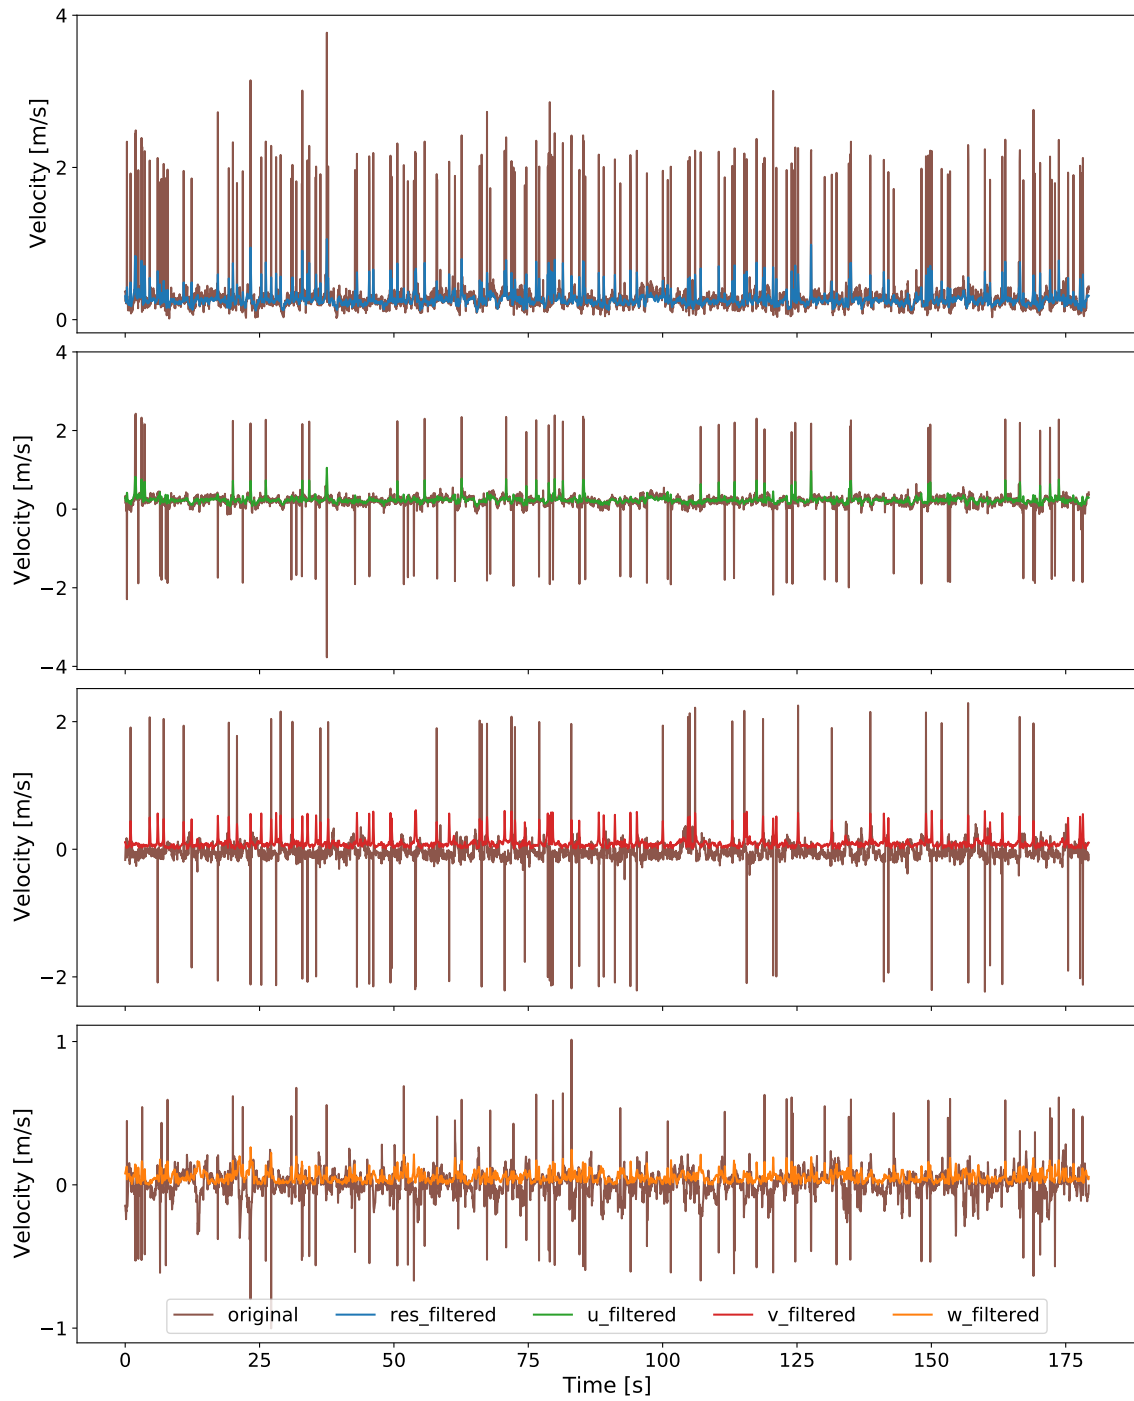 4
2
0
Velocity [m/s]
4
2
0
−2
−4
Velocity [m/s]
2
0
−2
Velocity [m/s]
1
0
−1
Velocity [m/s]
original res_filtered u_filtered v_filtered w_filtered
0 25 50 75 100 125 150 175
Time [s]